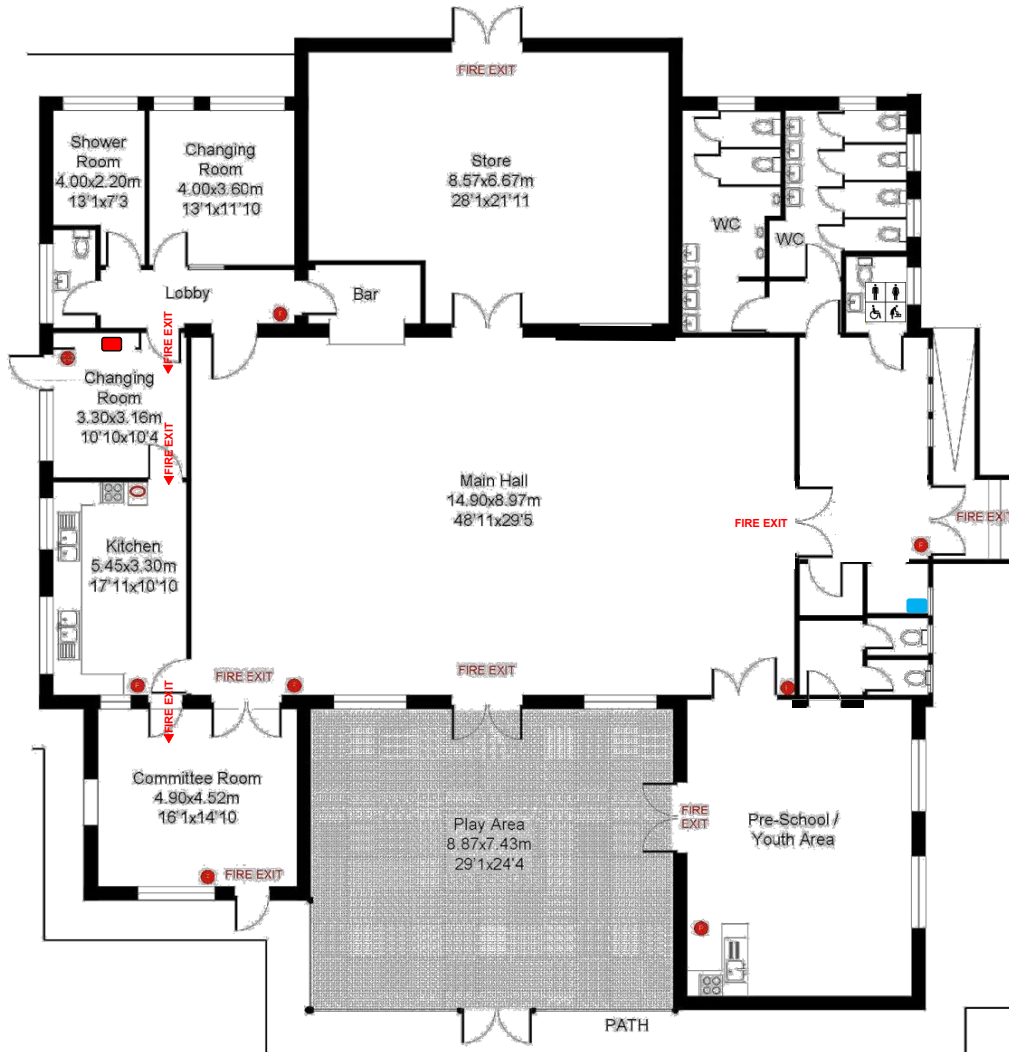 FIRE EXIT
Shower
Room
4.00x2.20m
13'1x7'3
Changing
Room
4.00x3.60m
13'1x11'10
Store
8.57x6.67m
28'1x21'11
WC
WC
Lobby
Bar
FIRE EXIT
Changing
Room
3.30x3.16m
10'10x10'4
FIRE EXIT
Main Hall
14.90x8.97m
48'11x29'5
FIRE EXIT
FIRE EXIT
Kitchen
5.45x3.30m
17'11x10'10
FIRE EXIT
FIRE EXIT
FIRE EXIT
Committee Room
4.90x4.52m
16'1x14'10
FIRE EXIT
Play Area
8.87x7.43m
29'1x24'4
FIRE
EXIT
Pre-School /
Youth Area
PATH